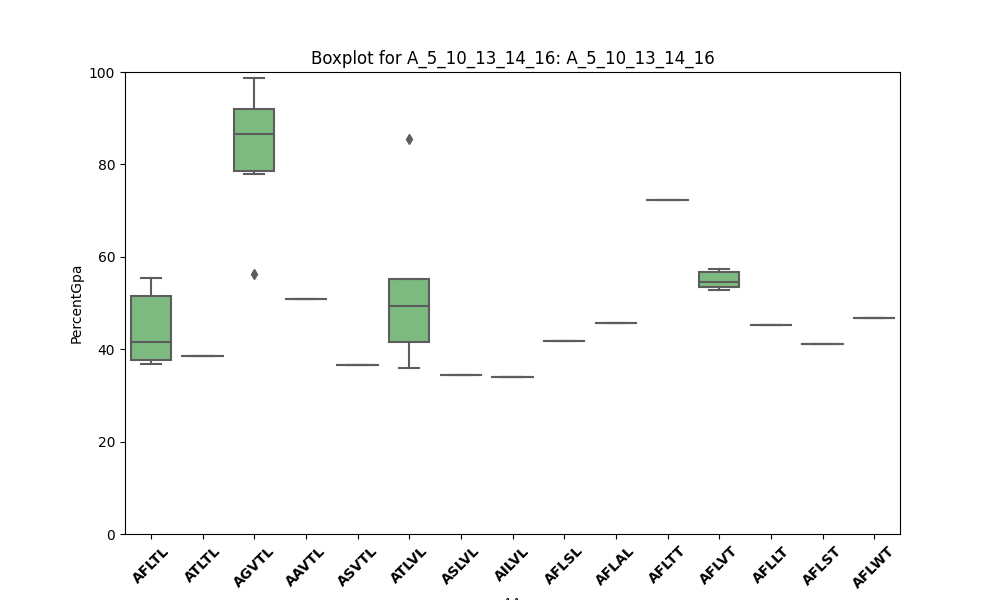 Boxplot for A_5_10_13_14_16: A_5_10_13_14_16
100
80
60
40
20
0
PercentGpa
AFLTL
ATLTL
AGVTL
AAVTL
ASVTL
ATLVL
ASLVL
AILVL
AFLSL
AFLAL
AFLTT
AFLVT
AFLLT
AFLST
AFLWT